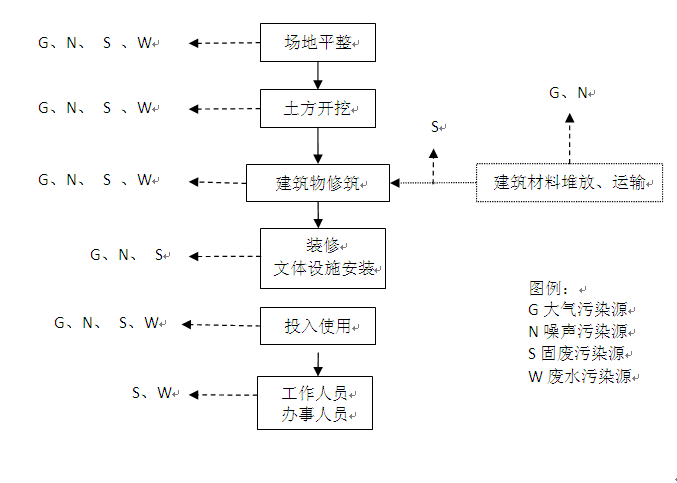 G、N、 S 、W
场地平整
G、N、 S 、W
土方开挖
G、N
S
G、N、 S 、W
建筑物修筑
建筑材料堆放、运输
G、N、 S
装修
文体设施安装
图例：
G 大气污染源
N 噪声污染源
S 固废污染源
W 废水污染源
G、N、 S、W
投入使用
S、W
工作人员
办事人员